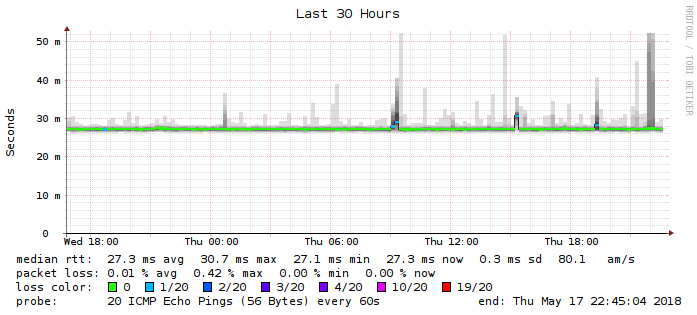 Last 30 Hours
RRDTOOL / TOBI OETIKER
Seconds
50 m
40 m
30 m
20 m
10 m
0
Wed 18:00 Thu 00:00 Thu 06:00 Thu 12:00 Thu 18:00
median rtt: 27.3 ms avg 30.7 ms max 27.1 ms min 27.3 ms now 0.3 ms sd 80.1 am/s
packet loss: 0.01 % avg 0.42 % max 0.00 % min 0.00 % now
loss color: 0 1/20 2/20 3/20 4/20 10/20 19/20
probe: 20 ICMP Echo Pings (56 Bytes) every 60s end: Thu May 17 22:45:04 2018